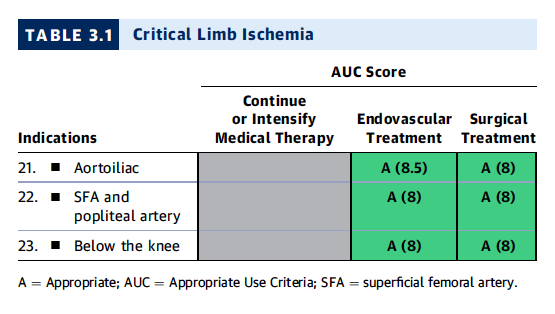 TABLE 3.1 Critical Limb Ischemia
AUC Score
Continue
or Intensify Endovascular Surgical
Indications Medical Therapy Treatment Treatment
21. ■ Aortoiliac A (8.5) A (8)
22. ■ SFA and A (8) A (8)
popliteal artery
23. ■ Below the knee A (8) A (8)
A = Appropriate; AUC = Appropriate Use Criteria; SFA = superficial femoral artery.